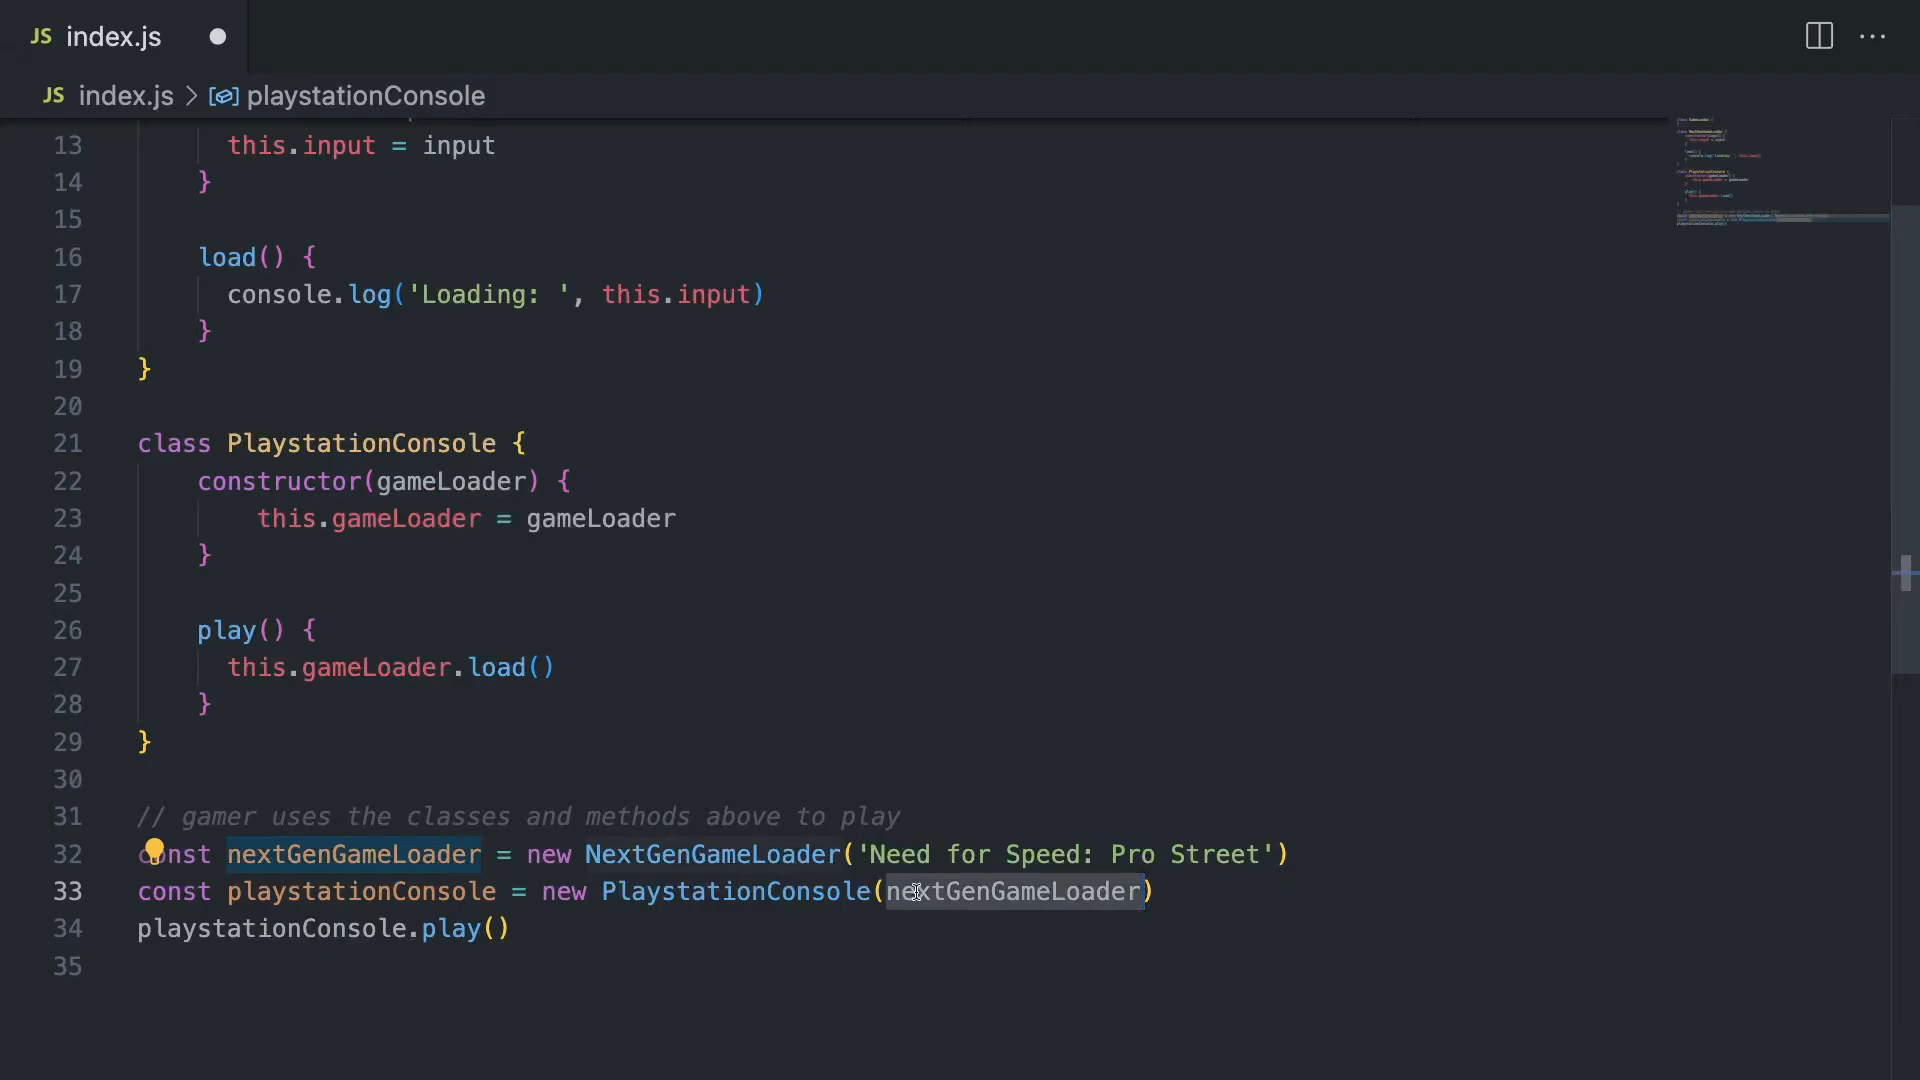 JS index.js
JS index.js > playstationConsole
13 this.input = input
14 }
15
16 load() {
17 console.log('Loading: ', this.input)
18 }
19 }
20
21 class PlaystationConsole {
22 constructor(gameLoader) {
23 this.gameLoader = gameLoader
24 }
25
26 play() {
27 this.gameLoader.load()
28 }
29 }
30
31 // gamer uses the classes and methods above to play
32 const nextGenGameLoader = new NextGenGameLoader('Need for Speed: Pro Street')
33 const playstationConsole = new PlaystationConsole(nextGenGameLoader)
34 playstationConsole.play()
35